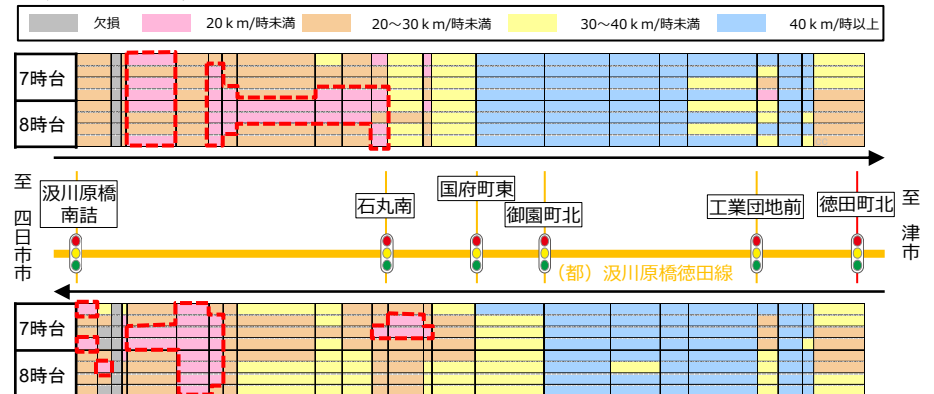 欠損 20ｋｍ/時未満 20～30ｋｍ/時未満 30～40ｋｍ/時未満 40ｋｍ/時以上
7時台
8時台
至 四日市市
汲川原橋
南詰
石丸南
国府町東
御園町北
工業団地前
徳田町北
至 津市
（都）汲川原橋徳田線
7時台
8時台